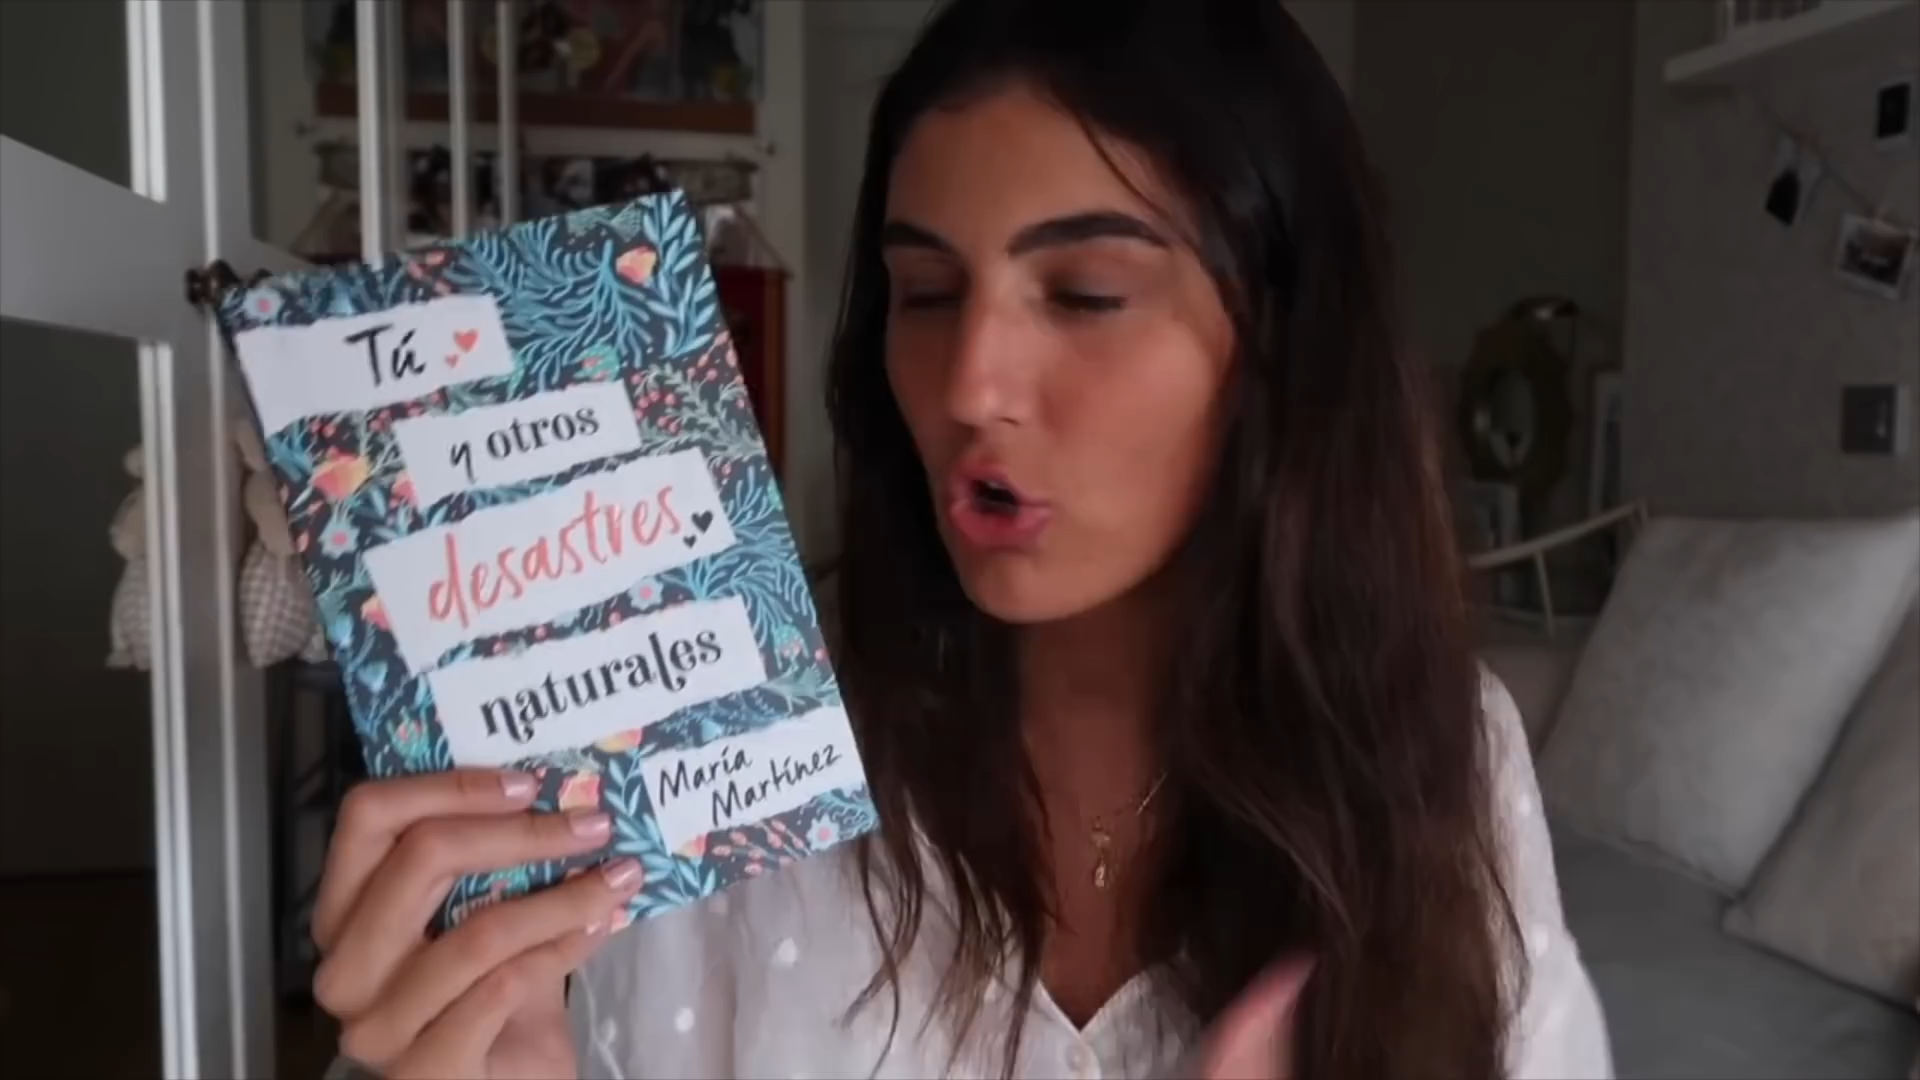 Tú
y otros
desastres
naturales
María
Martínez